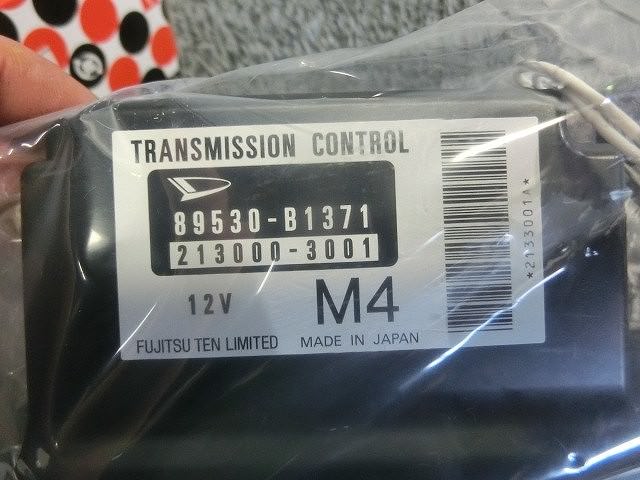 TRANSMISSION CONTROL
89530-B1371
213000-3001
12V
M4
FUJITSU TEN LIMITED MADE IN JAPAN
*2133001A*